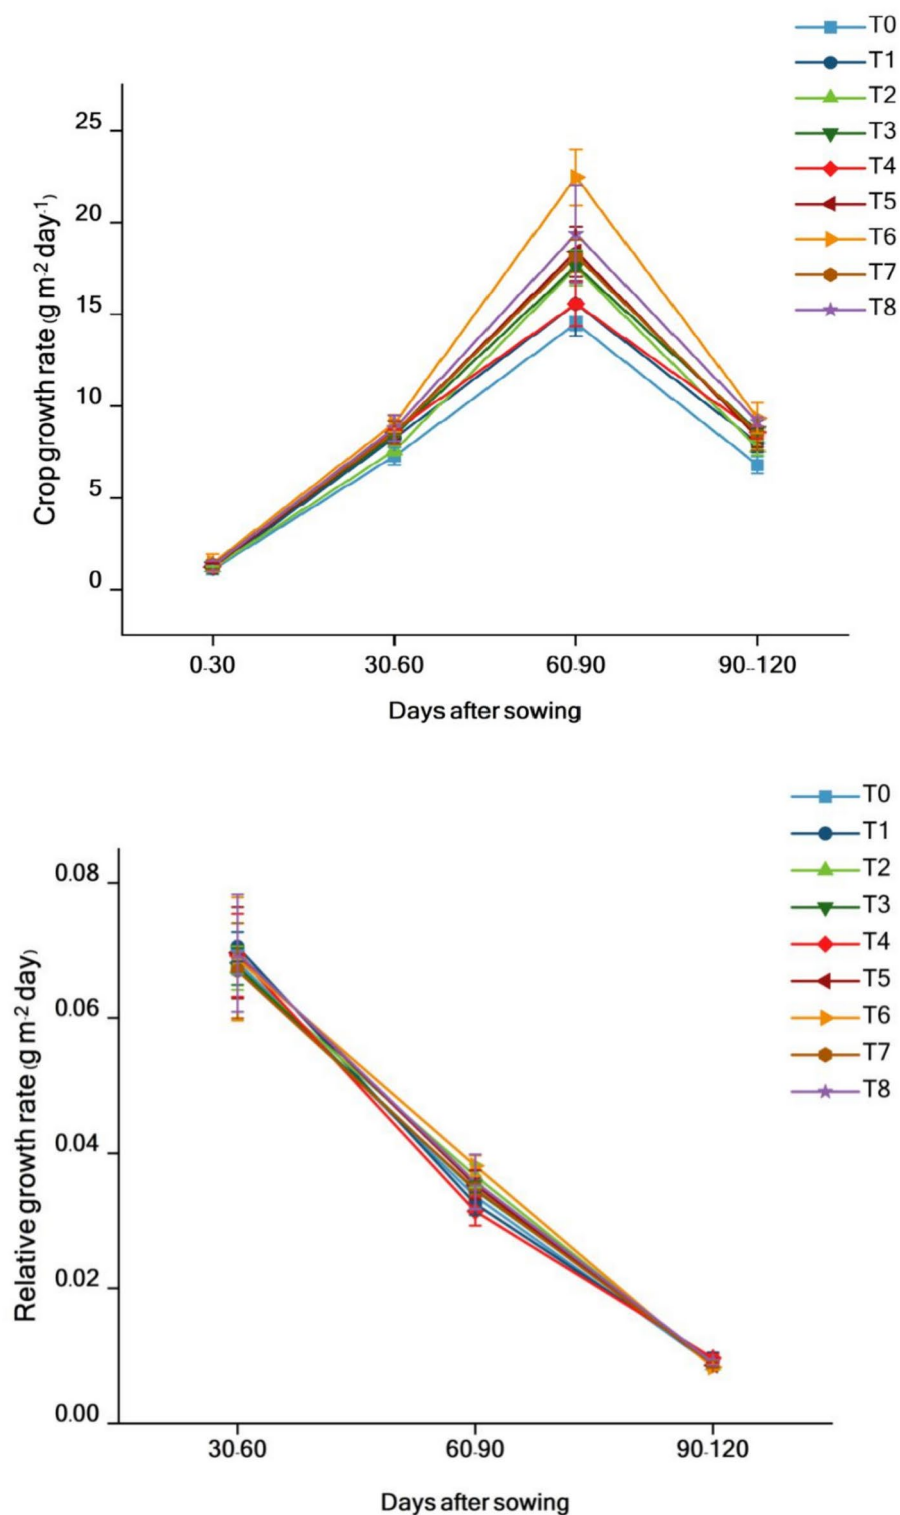 T0
T1
T2
T3
T4
T5
T6
T7
T8
25
20
15
10
5
0
Crop growth rate (g m-2 day-1)
0-30 30-60 60-90 90--120
Days after sowing
T0
T1
T2
T3
T4
T5
T6
T7
T8
0.08
0.06
0.04
0.02
0.00
Relative growth rate (g m-2 day)
30-60 60-90 90-120
Days after sowing